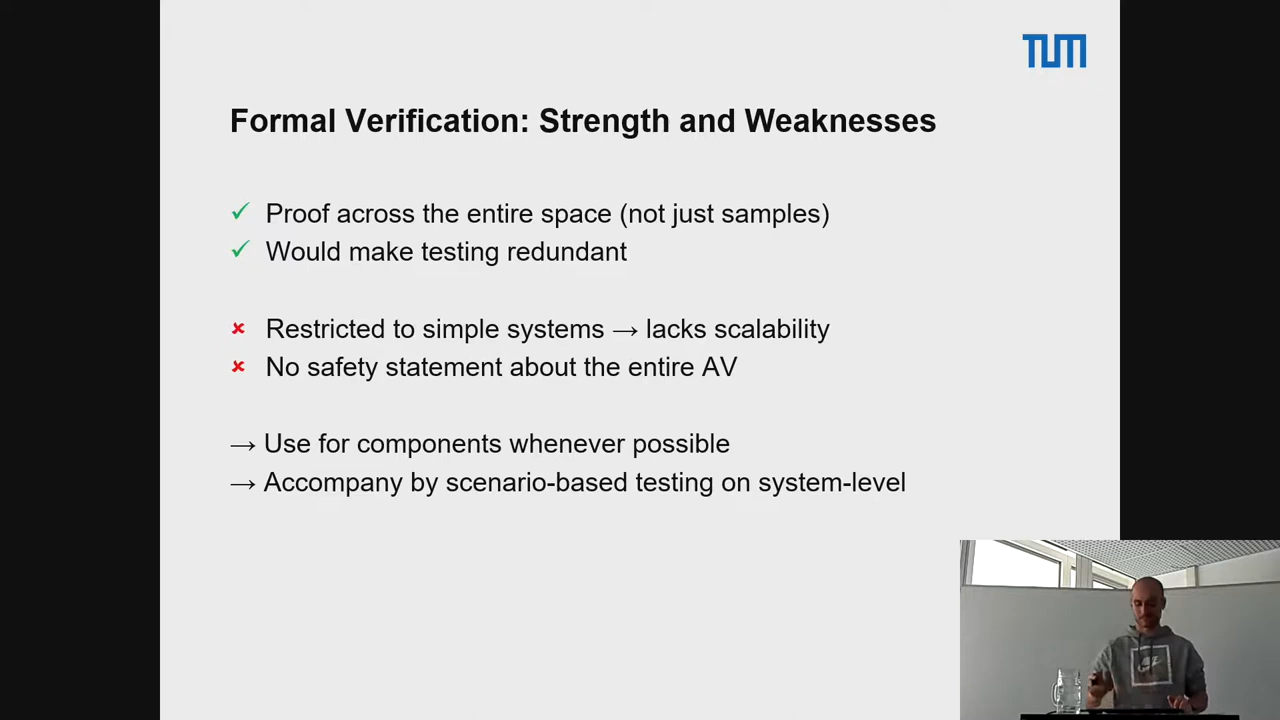 TUM
Formal Verification: Strength and Weaknesses
✓ Proof across the entire space (not just samples)
✓ Would make testing redundant
✗ Restricted to simple systems → lacks scalability
✗ No safety statement about the entire AV
→ Use for components whenever possible
→ Accompany by scenario-based testing on system-level